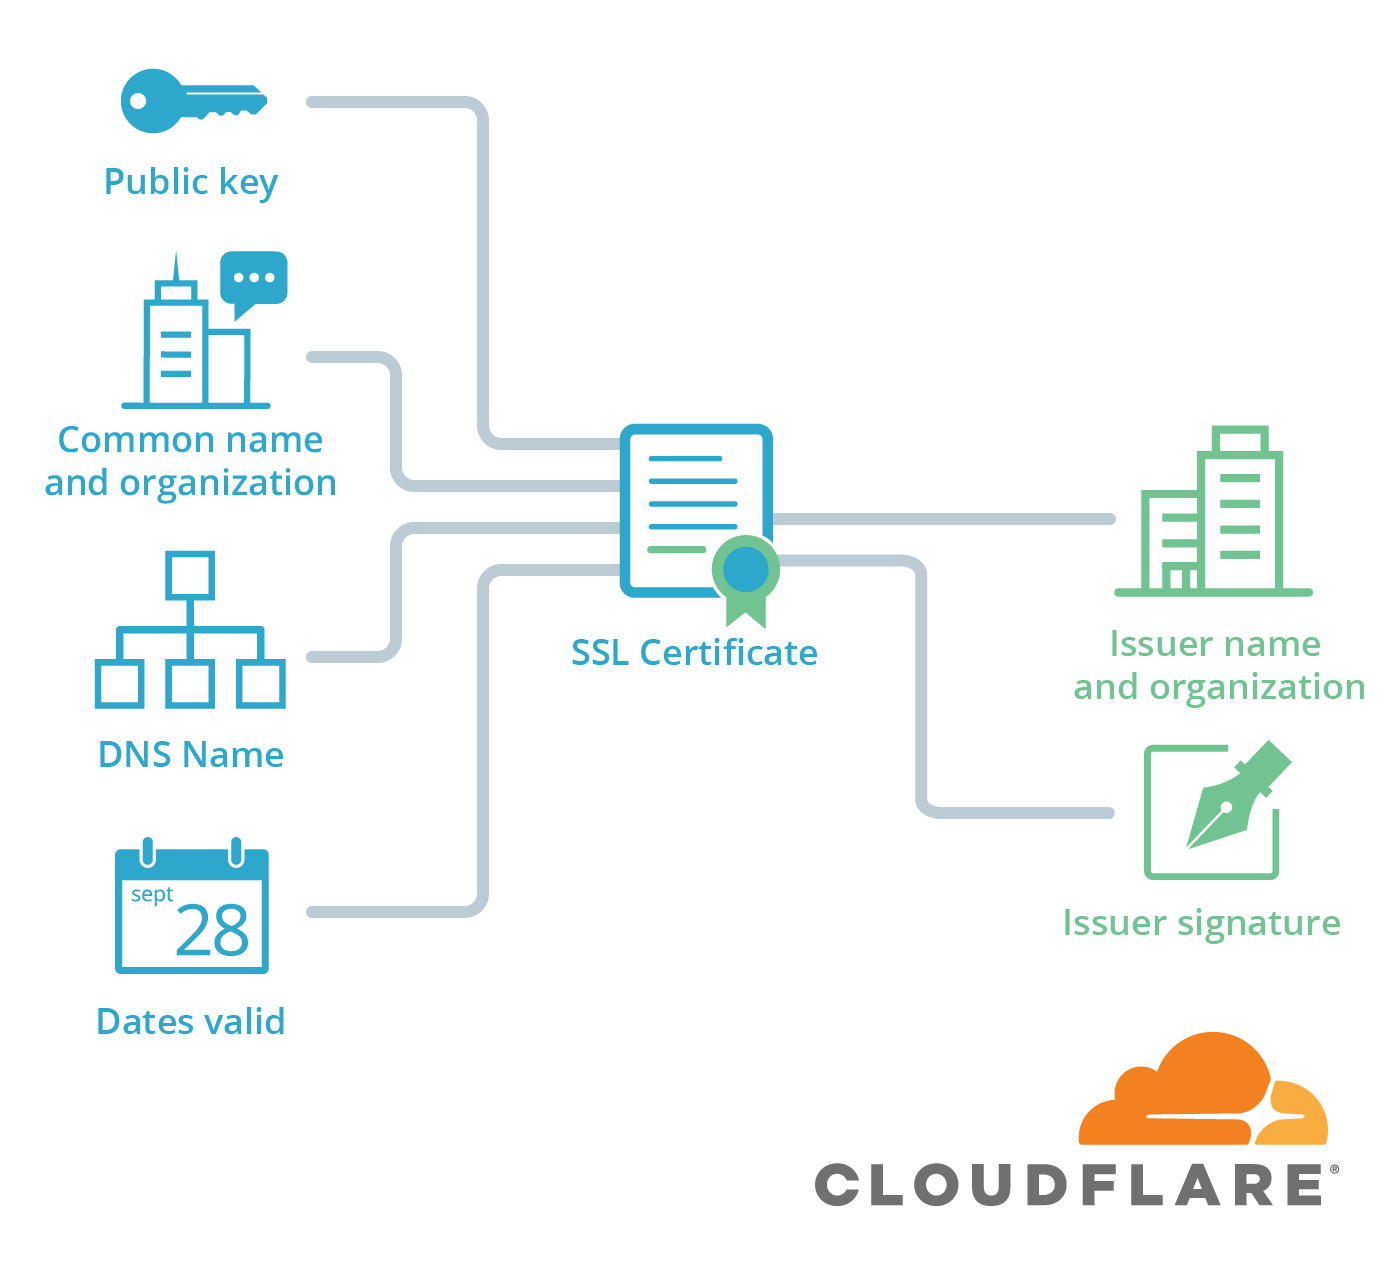 Public key
Common name
and organization
DNS Name
sept
28
Dates valid
SSL Certificate
Issuer name
and organization
Issuer signature
CLOUDFLARE®